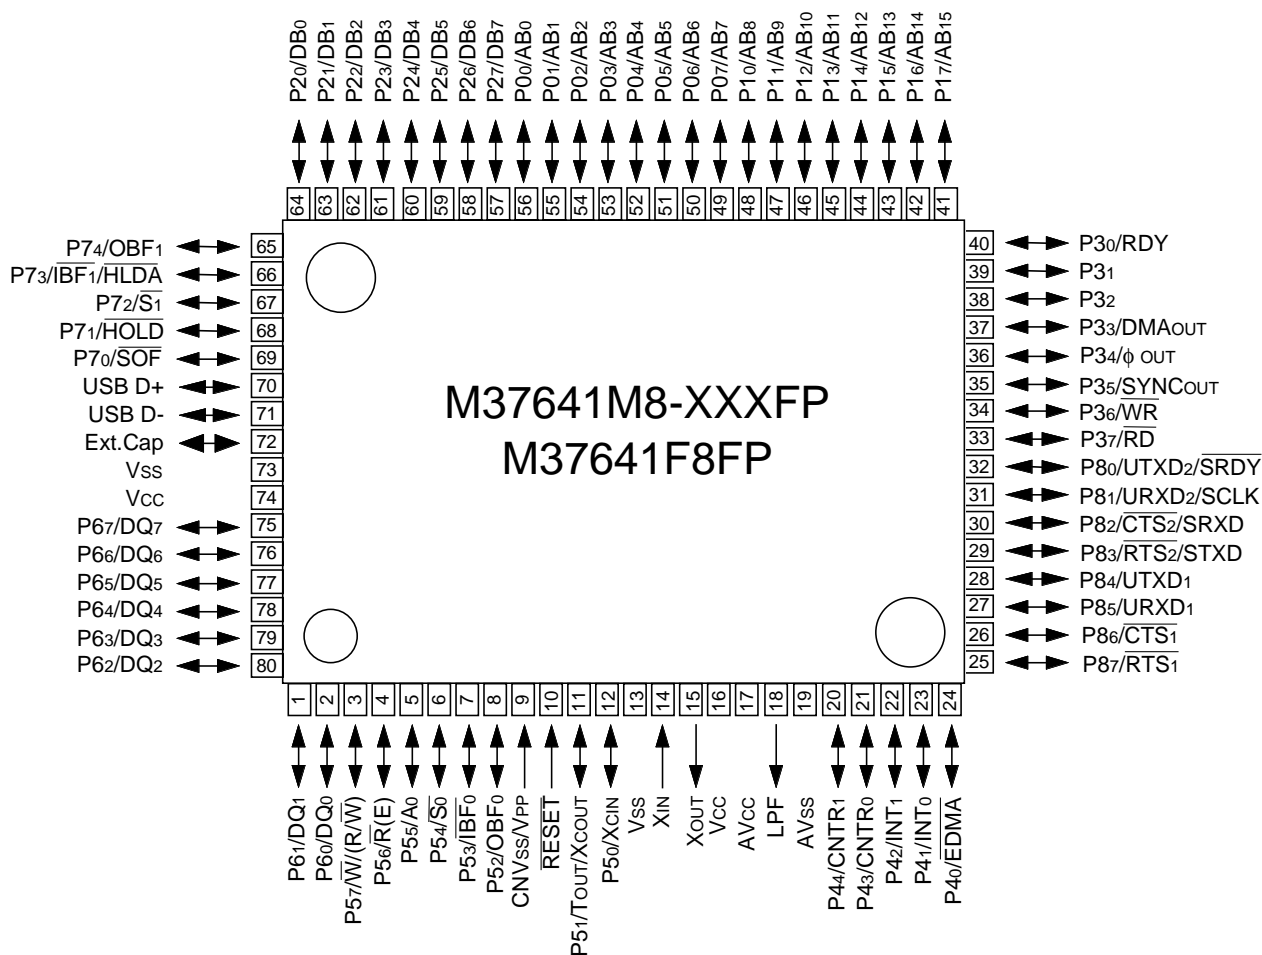 P20/DB0
P21/DB1
P22/DB2
P23/DB3
P24/DB4
P25/DB5
P26/DB6
P27/DB7
P00/AB0
P01/AB1
P02/AB2
P03/AB3
P04/AB4
P05/AB5
P06/AB6
P07/AB7
P10/AB8
P11/AB9
P12/AB10
P13/AB11
P14/AB12
P15/AB13
P16/AB14
P17/AB15
64 63 62 61 60 59 58 57 56 55 54 53 52 51 50 49 48 47 46 45 44 43 42 41
P74/OBF1 65
P73/IBF1/HLDA 66
P72/S1 67
P71/HOLD 68
P70/SOF 69
USB D+ 70
USB D- 71
Ext.Cap 72
Vss 73
Vcc 74
P67/DQ7 75
P66/DQ6 76
P65/DQ5 77
P64/DQ4 78
P63/DQ3 79
P62/DQ2 80
M37641M8-XXXFP
M37641F8FP
40 P30/RDY
39 P31
38 P32
37 P33/DMAOUT
36 P34/ϕ OUT
35 P35/SYNCOUT
34 P36/WR
33 P37/RD
32 P80/UTXD2/SRDY
31 P81/URXD2/SCLK
30 P82/CTS2/SRXD
29 P83/RTS2/STXD
28 P84/UTXD1
27 P85/URXD1
26 P86/CTS1
25 P87/RTS1
1 2 3 4 5 6 7 8 9 10 11 12 13 14 15 16 17 18 19 20 21 22 23 24
P61/DQ1
P60/DQ0
P57/W/(R/W)
P56/R(E)
P55/A0
P54/S0
P53/IBF0
P52/OBF0
CNVss/VPP
RESET
P51/TOUT/XCOUT
P50/XCIN
Vss
XIN
XOUT
Vcc
AVcc
LPF
AVss
P44/CNTR1
P43/CNTR0
P42/INT1
P41/INT0
P40/EDMA